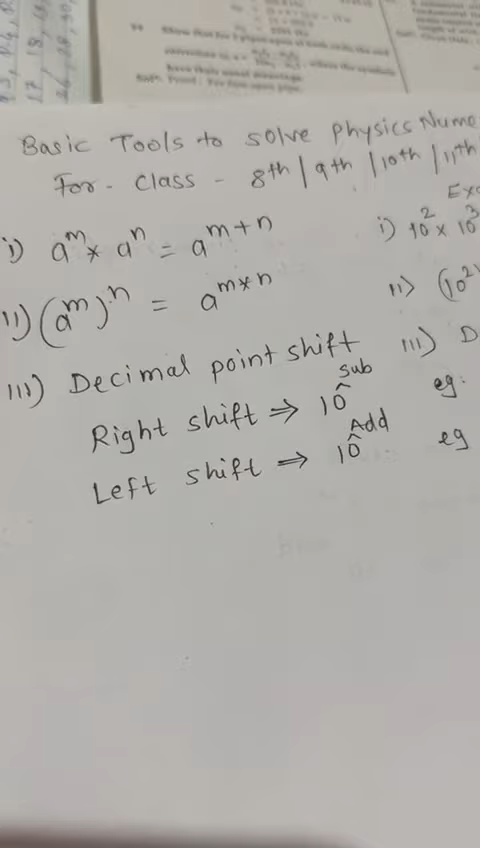 Basic Tools to solve Physics Nume
For - Class - 8th / 9th / 10th / 11th
Exa
i) a^m × a^n = a^(m+n) i) 10^2 × 10^3
ii) (a^m)^n = a^(m×n) ii) (10^2)
iii) Decimal point shift iii) D
Right shift ⇒ 10^Sub eg:
Left shift ⇒ 10^Add eg